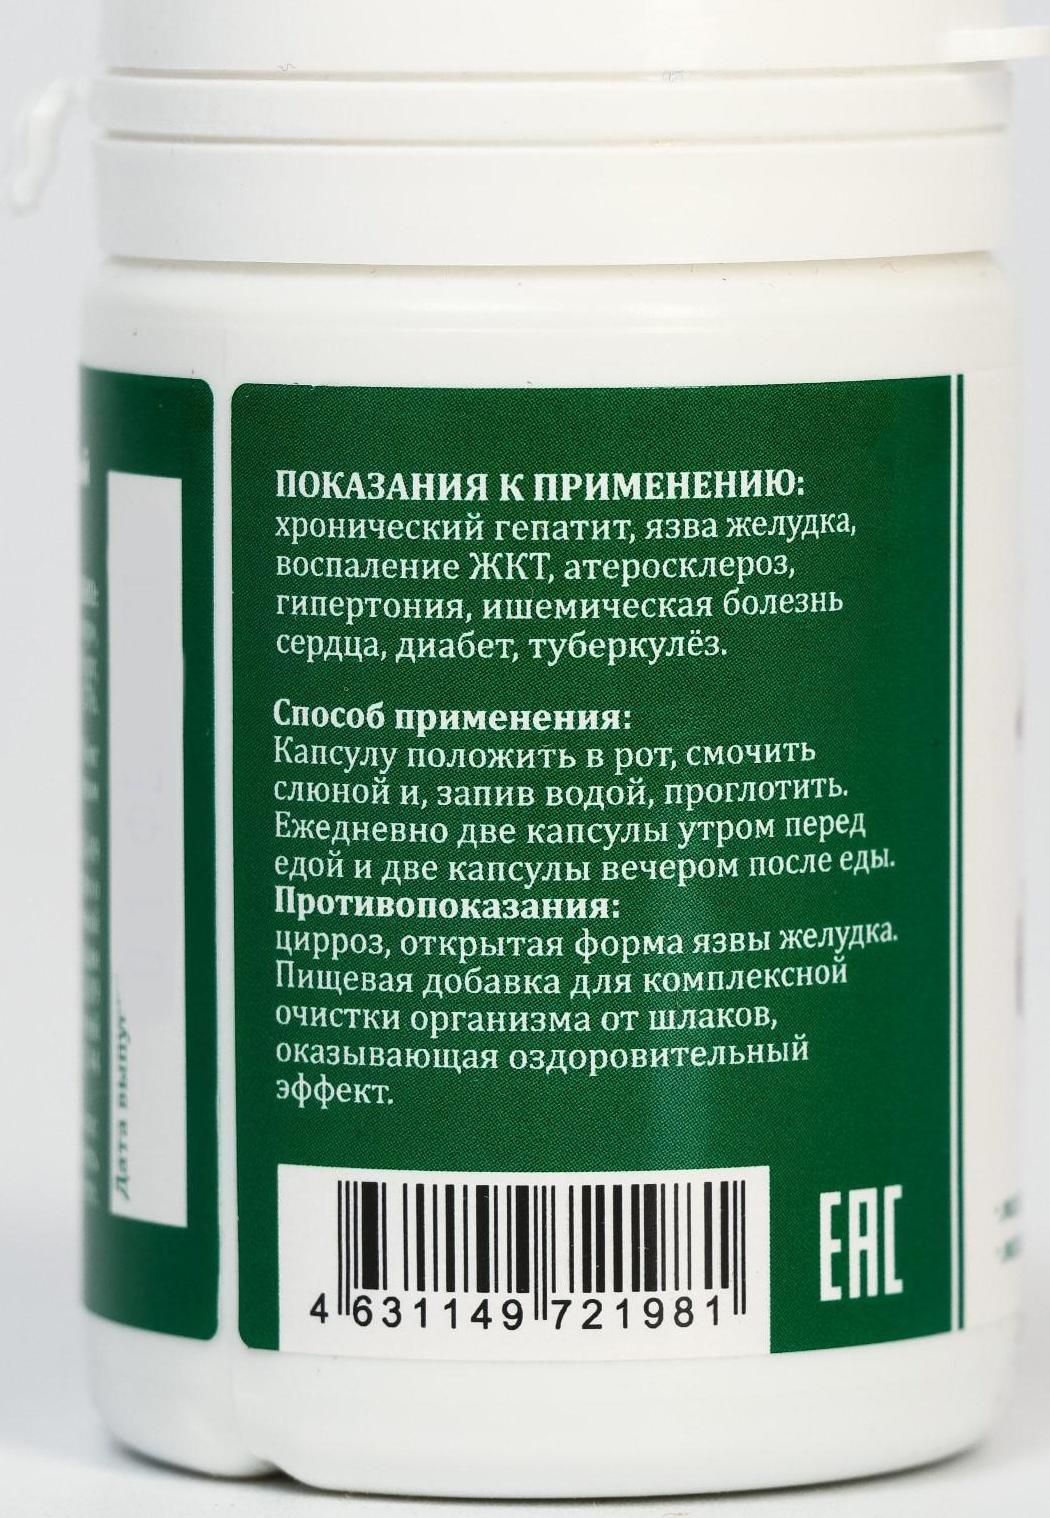 ПОКАЗАНИЯ К ПРИМЕНЕНИЮ:
хронический гепатит, язва желудка,
воспаление ЖКТ, атеросклероз,
гипертония, ишемическая болезнь
сердца, диабет, туберкулёз.
Способ применения:
Капсулу положить в рот, смочить
слюной и, запив водой, проглотить.
Ежедневно две капсулы утром перед
едой и две капсулы вечером после еды.
Противопоказания:
цирроз, открытая форма язвы желудка.
Пищевая добавка для комплексной
очистки организма от шлаков,
оказывающая оздоровительный
эффект.
4 631149 721981
EAC
Дата